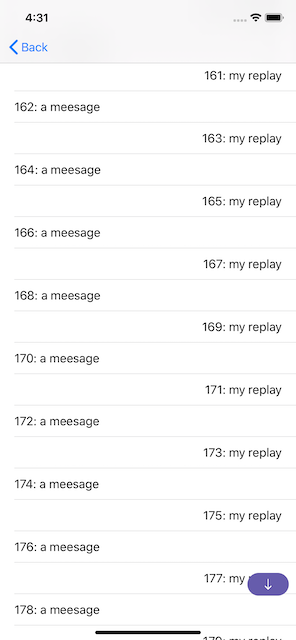 4:31
Back
161: my replay
162: a meesage
163: my replay
164: a meesage
165: my replay
166: a meesage
167: my replay
168: a meesage
169: my replay
170: a meesage
171: my replay
172: a meesage
173: my replay
174: a meesage
175: my replay
176: a meesage
177: my
178: a meesage